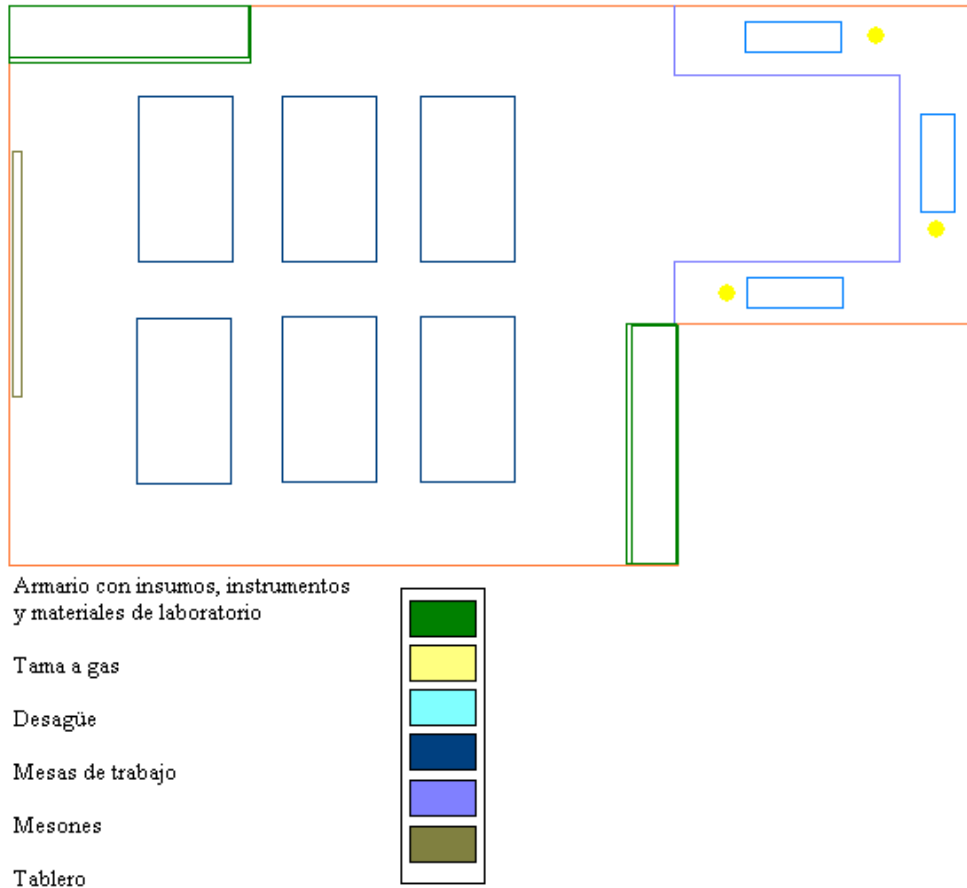 Armario con insumos, instrumentos
y materiales de laboratorio
Tama a gas
Desagüe
Mesas de trabajo
Mesones
Tablero